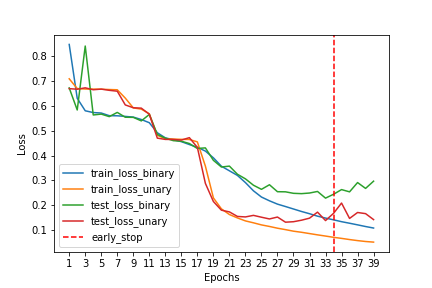 0.8
0.7
0.6
0.5
0.4
0.3
0.2
0.1
Loss
train_loss_binary
train_loss_unary
test_loss_binary
test_loss_unary
early_stop
1 3 5 7 9 11 13 15 17 19 21 23 25 27 29 31 33 35 37 39
Epochs